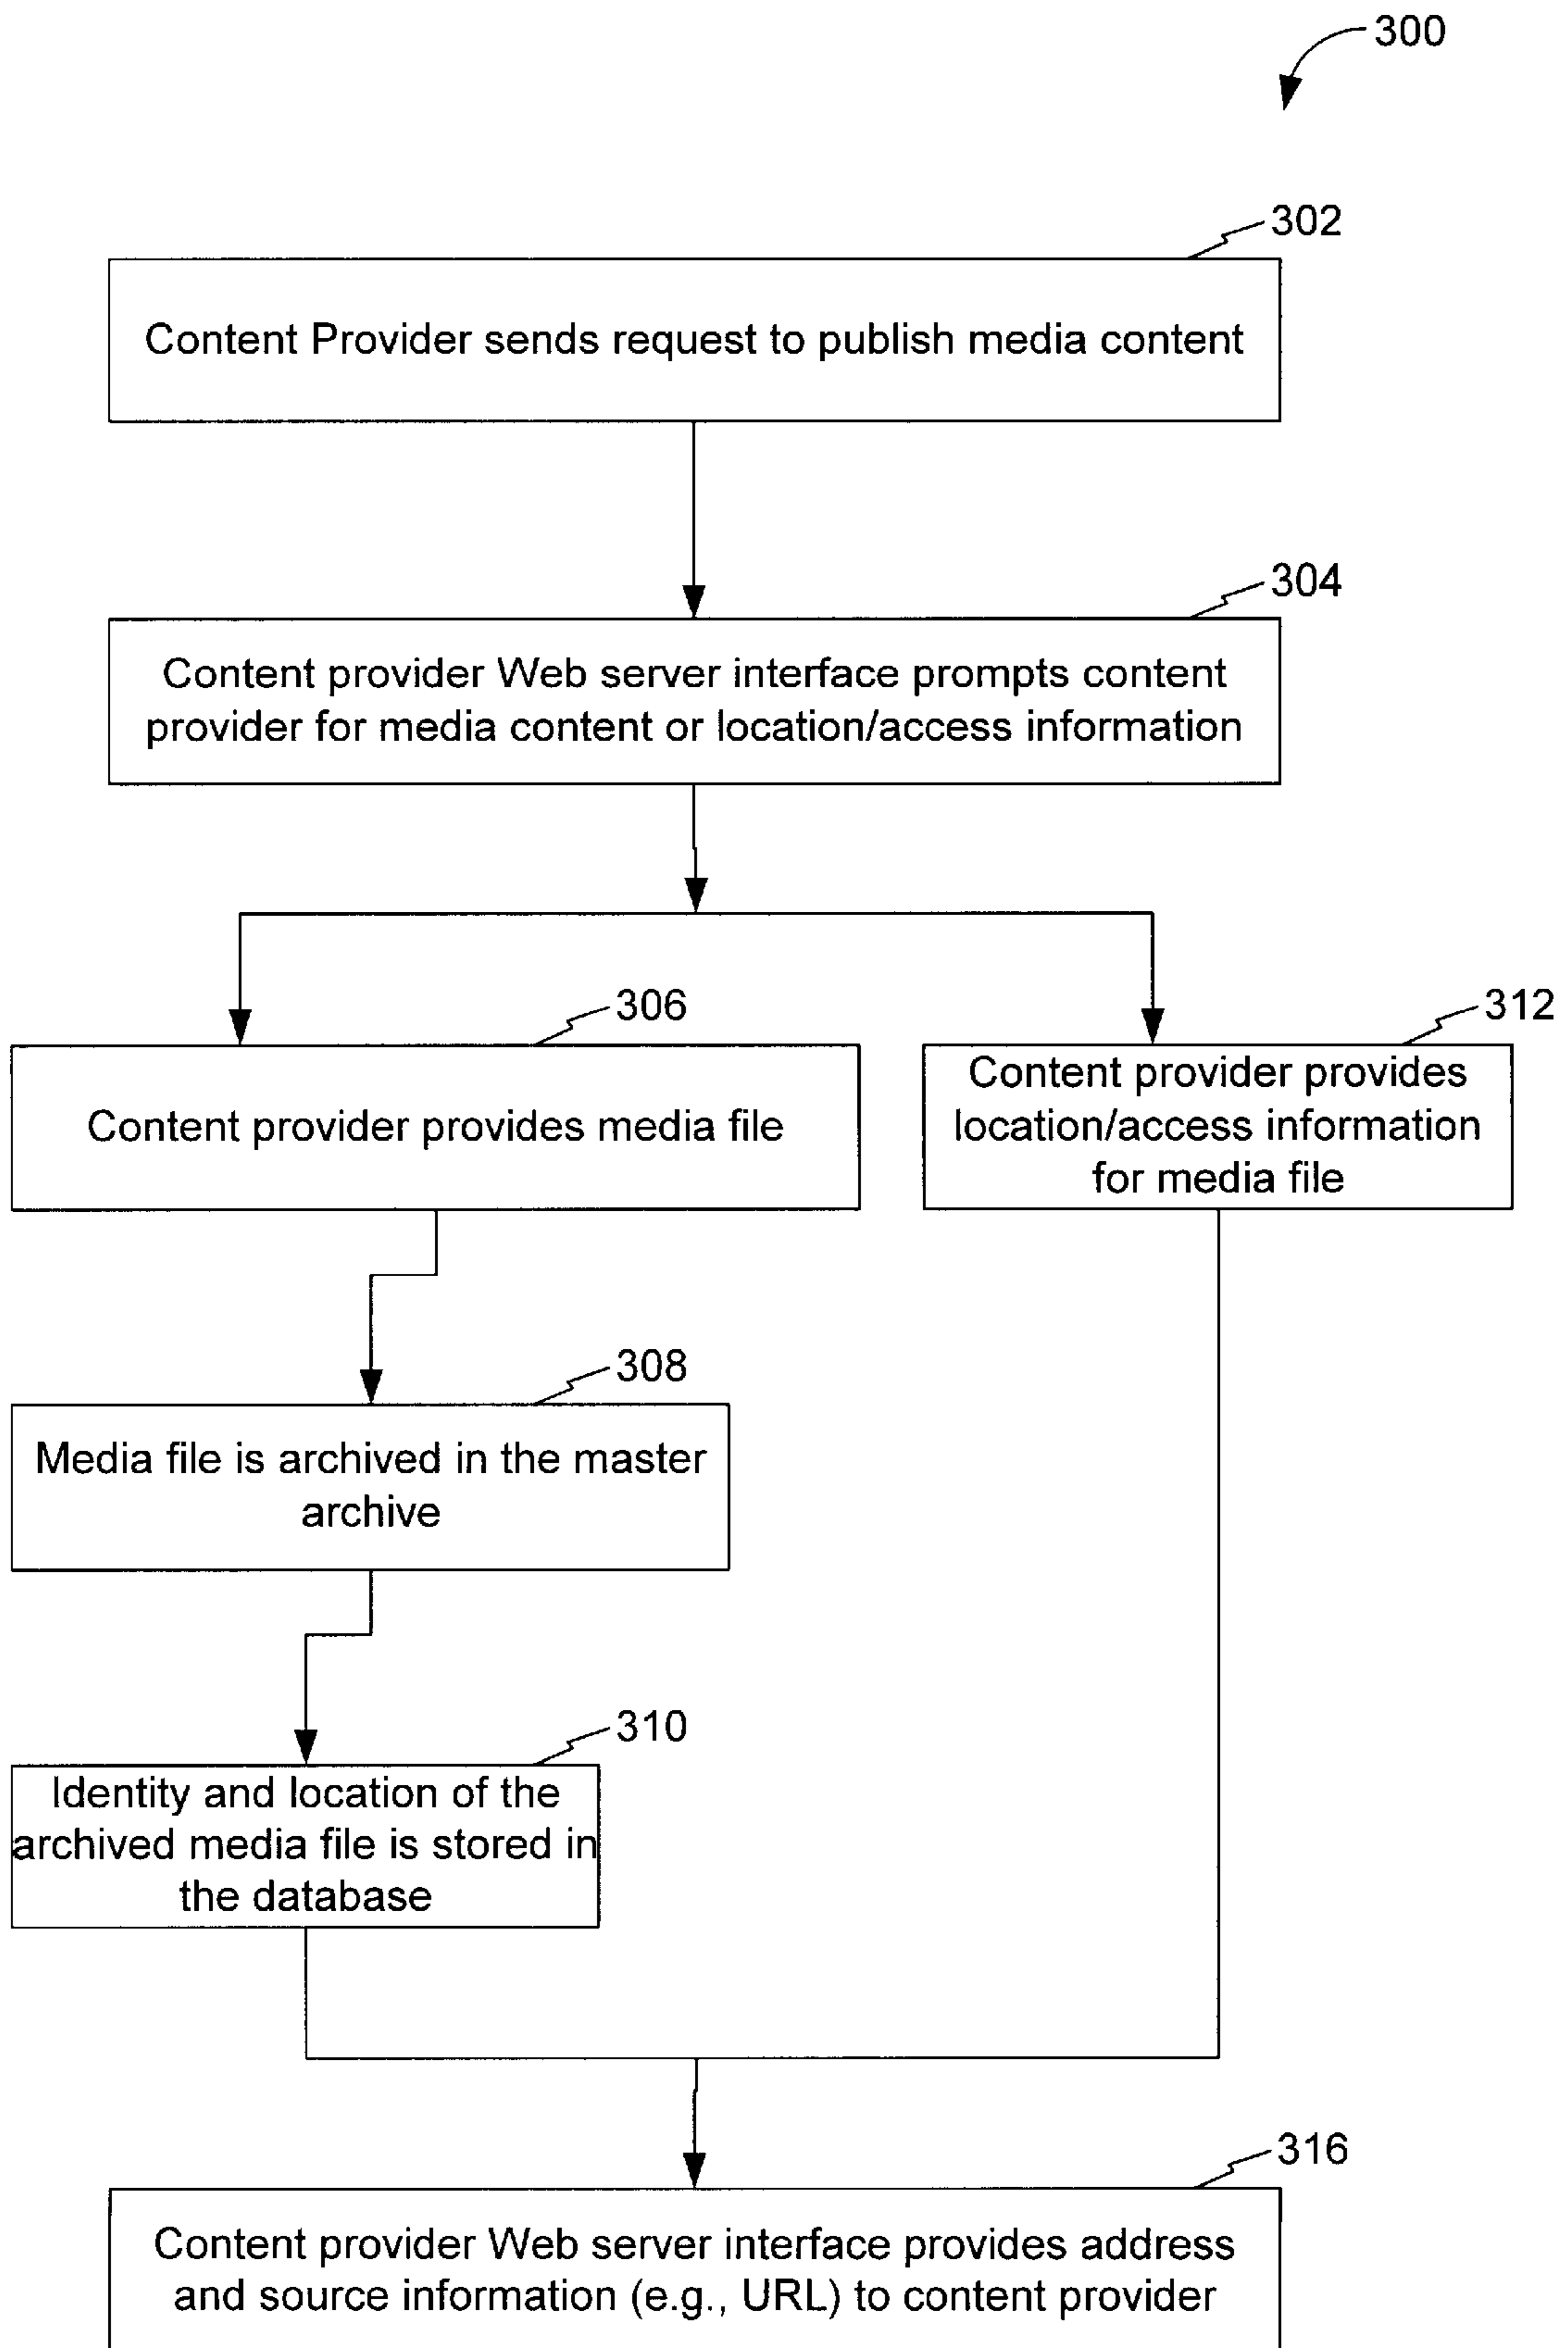 300
302
Content Provider sends request to publish media content
304
Content provider Web server interface prompts content
provider for media content or location/access information
306
Content provider provides media file
312
Content provider provides
location/access information
for media file
308
Media file is archived in the master
archive
310
Identity and location of the
archived media file is stored in
the database
316
Content provider Web server interface provides address
and source information (e.g., URL) to content provider